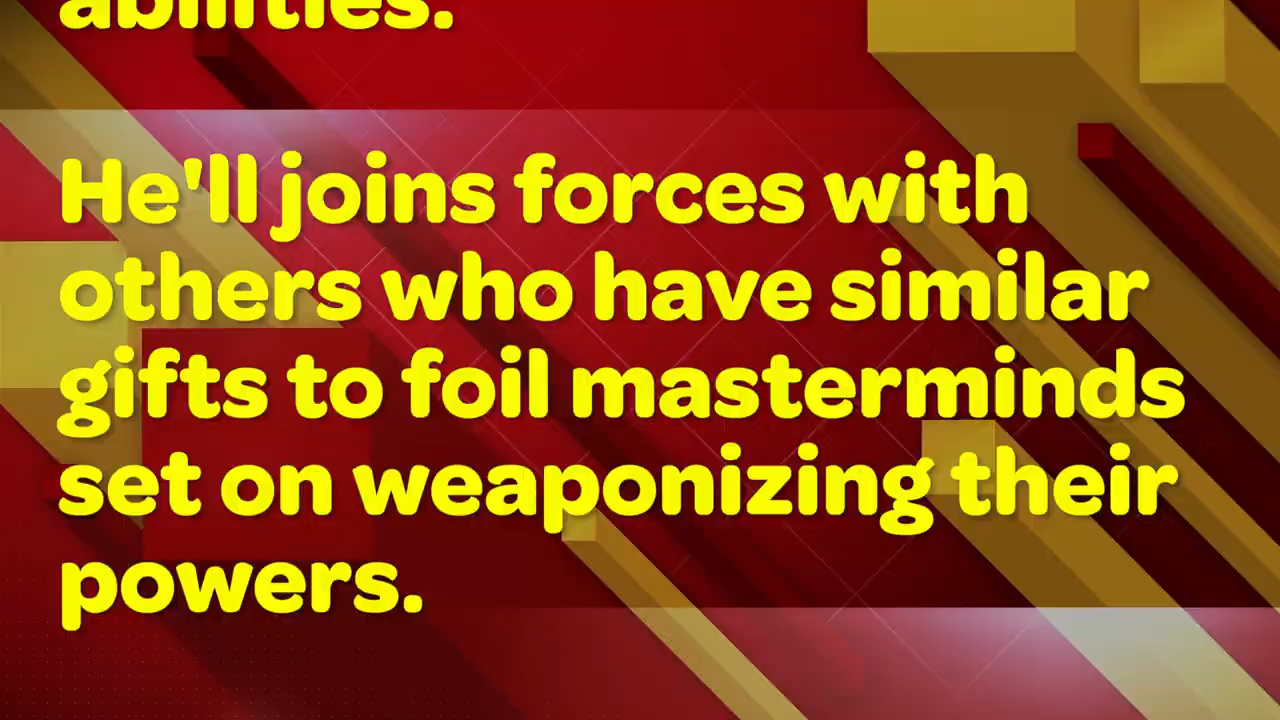 abilities.
He'll joins forces with
others who have similar
gifts to foil masterminds
set on weaponizing their
powers.